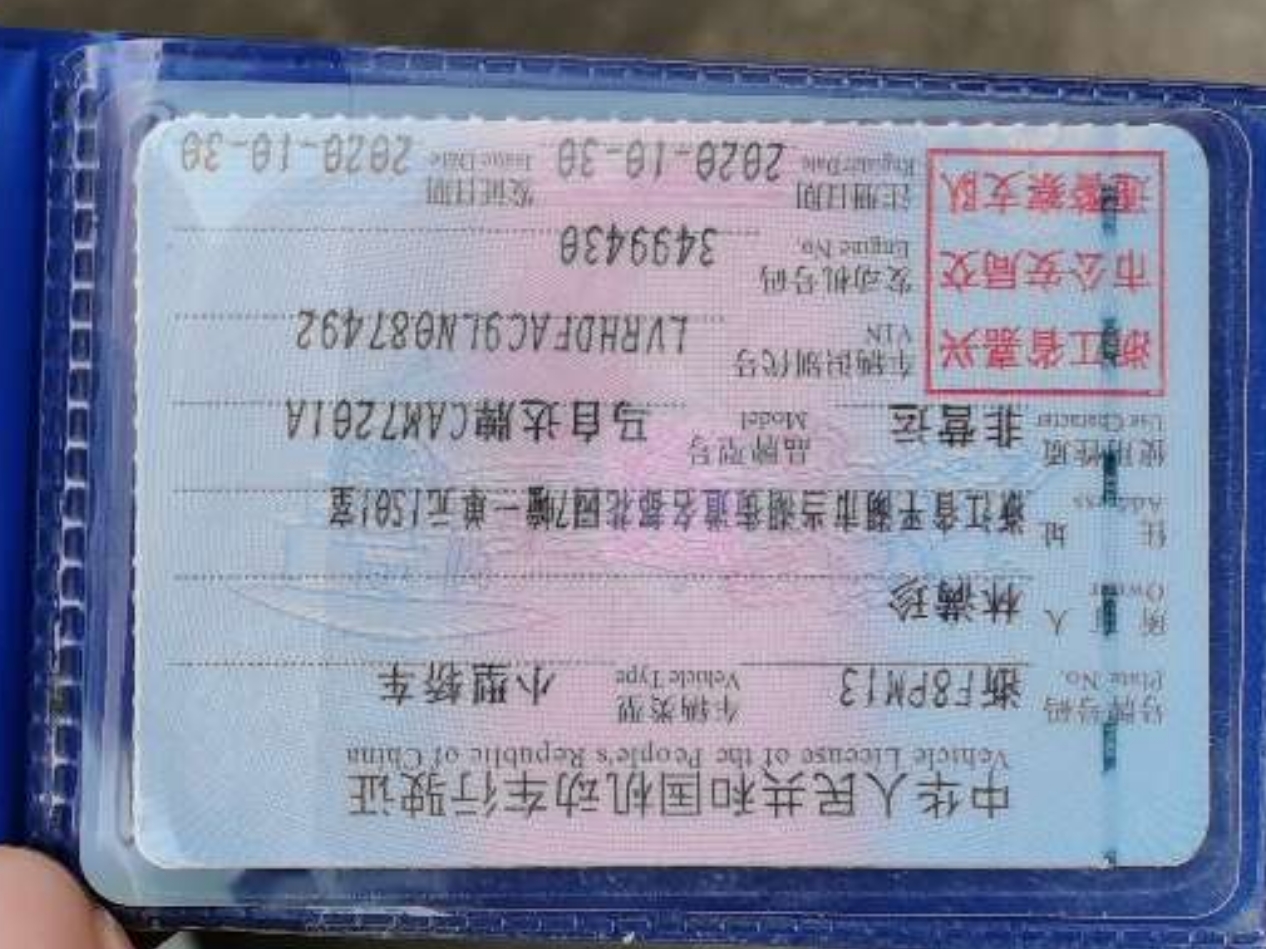 中华人民共和国机动车行驶证
Vehicle License of the People's Republic of China
号牌号码 Plate No. 浙F8PM13 车辆类型 Vehicle Type 小型轿车
所有人 Owner 林满珍
住址 Address 浙江省平湖市当湖街道名都花园7幢一单元1501室
使用性质 Use Character 非营运 品牌型号 Model 马自达牌CAM7201A
浙江省嘉兴
市公安局交
通警察支队
车辆识别代号 VIN LVRHDFAC9LN087492
发动机号码 Engine No. 3499430
注册日期 Register Date 2020-10-30 发证日期 Issue Date 2020-10-30